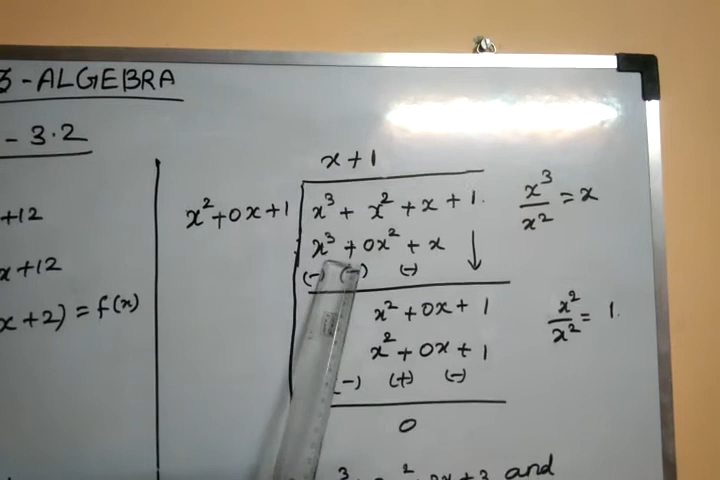 3-ALGEBRA
- 3.2
+12
x+12
x+2) = f(x)
x+1
x²+0x+1
x³ + x² + x + 1
x³/x² = x
x³ + 0x² + x
(-) (-) (-)
x² + 0x + 1
x²/x² = 1.
x² + 0x + 1
(-) (+) (-)
0
and